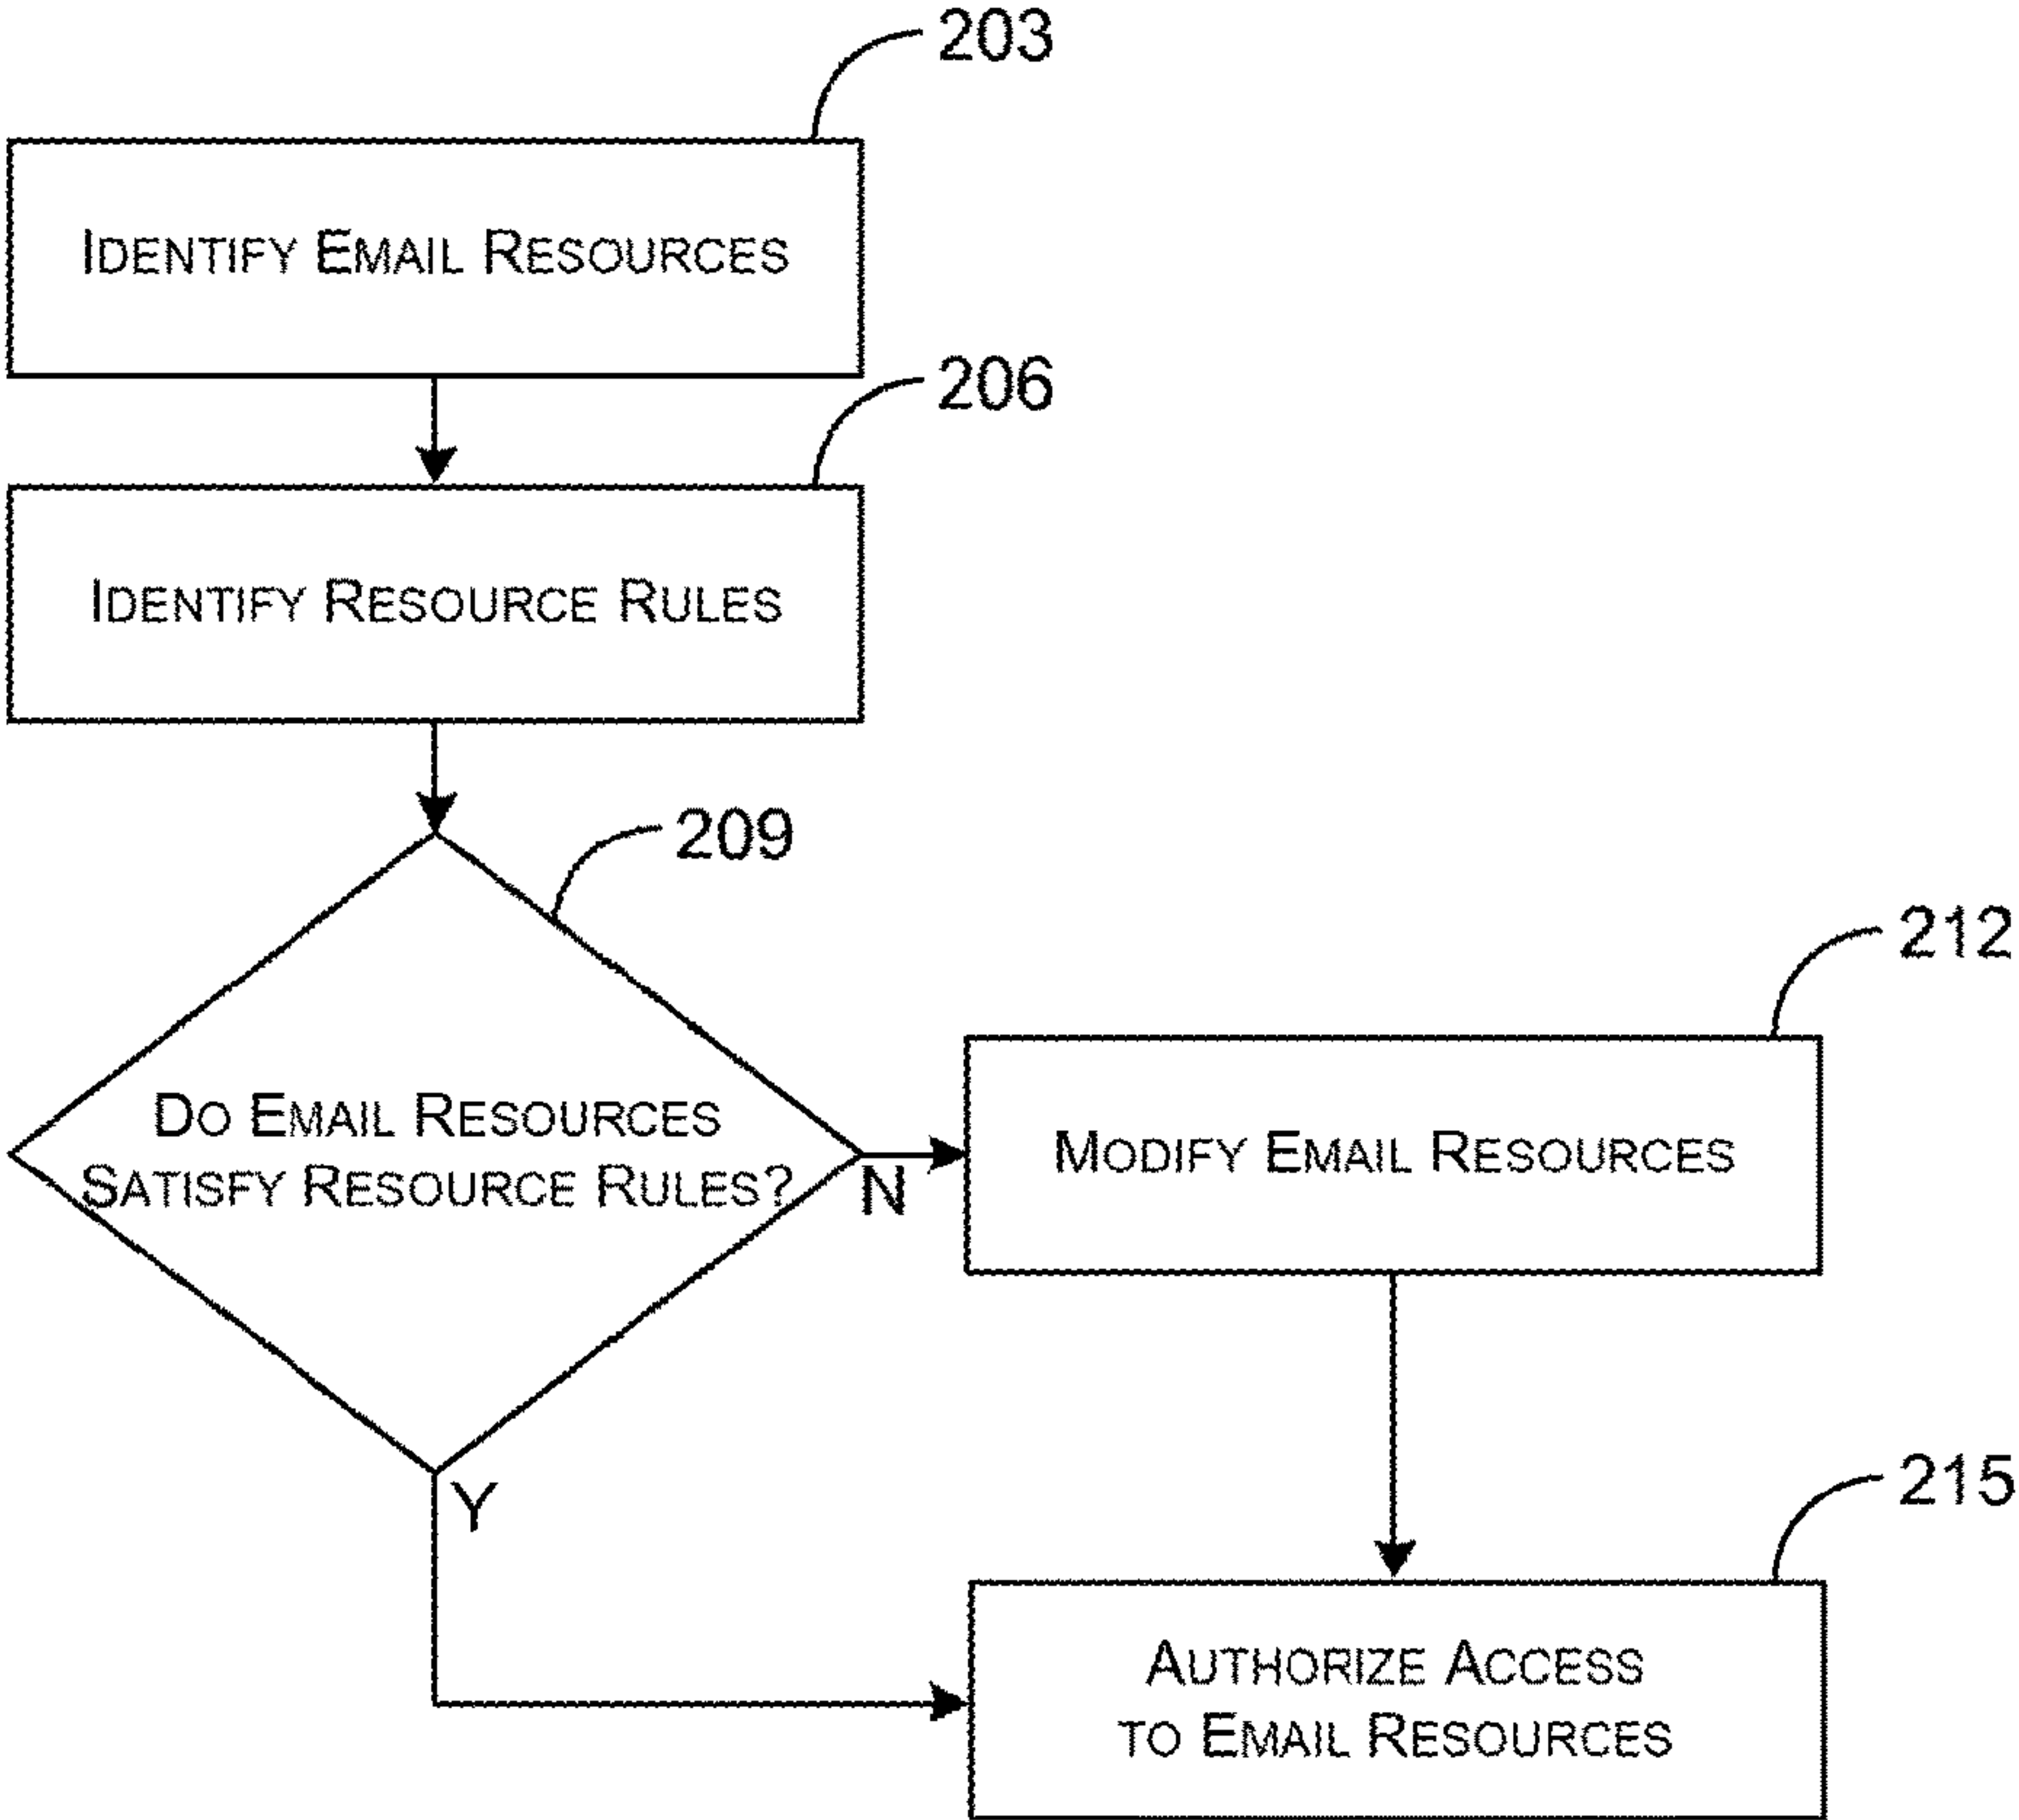 203
IDENTIFY EMAIL RESOURCES
206
IDENTIFY RESOURCE RULES
209
DO EMAIL RESOURCES
SATISFY RESOURCE RULES?
N
212
MODIFY EMAIL RESOURCES
Y
215
AUTHORIZE ACCESS
TO EMAIL RESOURCES